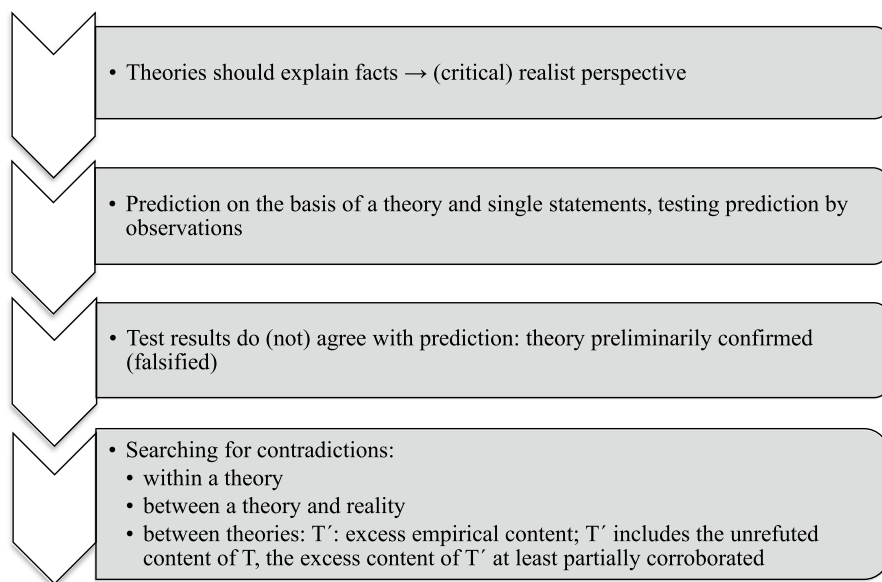 • Theories should explain facts → (critical) realist perspective
• Prediction on the basis of a theory and single statements, testing prediction by
observations
• Test results do (not) agree with prediction: theory preliminarily confirmed
(falsified)
• Searching for contradictions:
• within a theory
• between a theory and reality
• between theories: T´: excess empirical content; T´ includes the unrefuted
content of T, the excess content of T´ at least partially corroborated